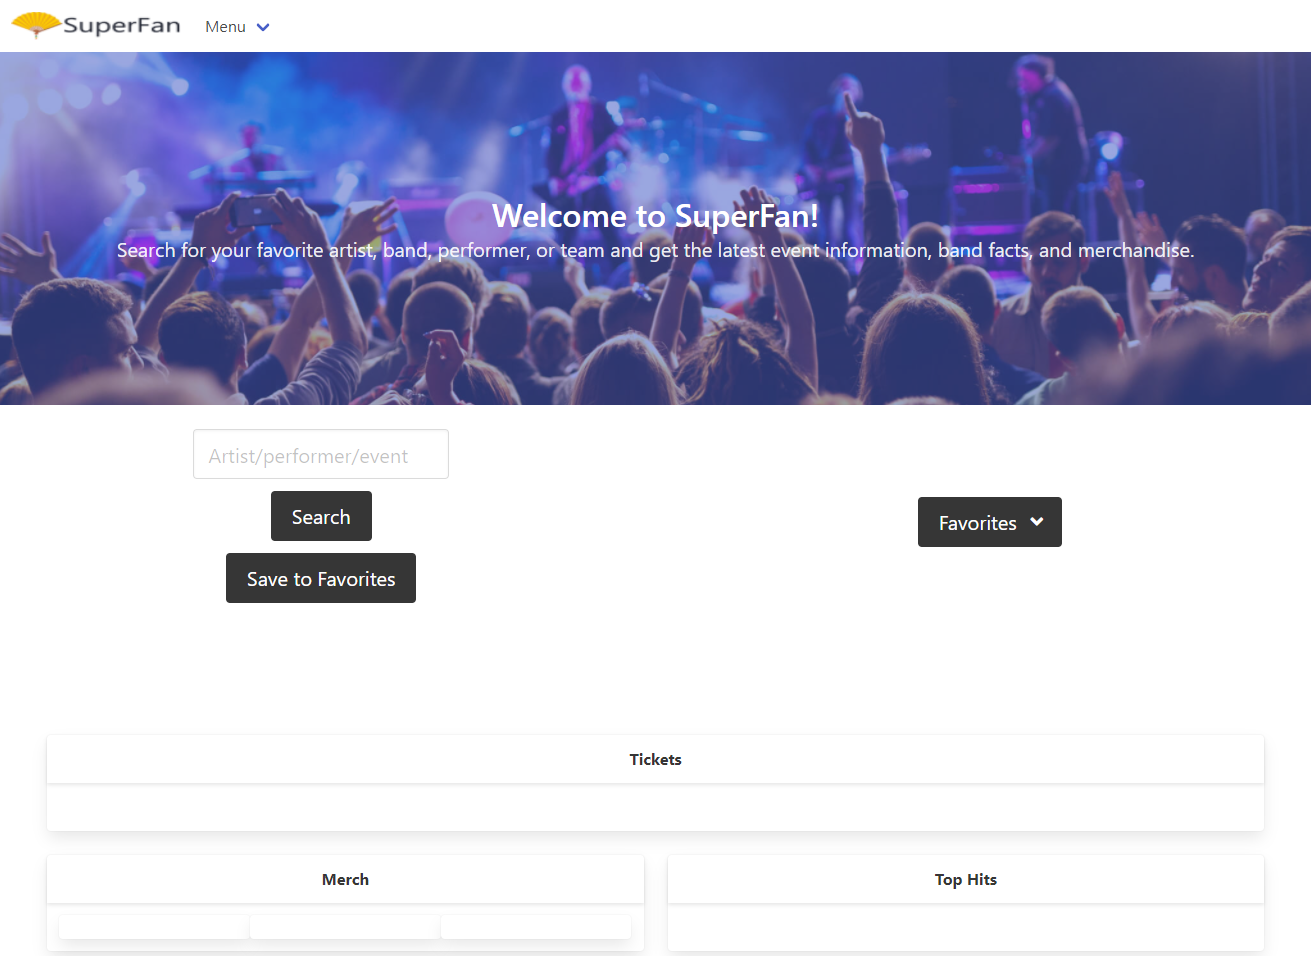 SuperFan
Menu
Welcome to SuperFan!
Search for your favorite artist, band, performer, or team and get the latest event information, band facts, and merchandise.
Artist/performer/event
Search
Favorites
Save to Favorites
Tickets
Merch
Top Hits